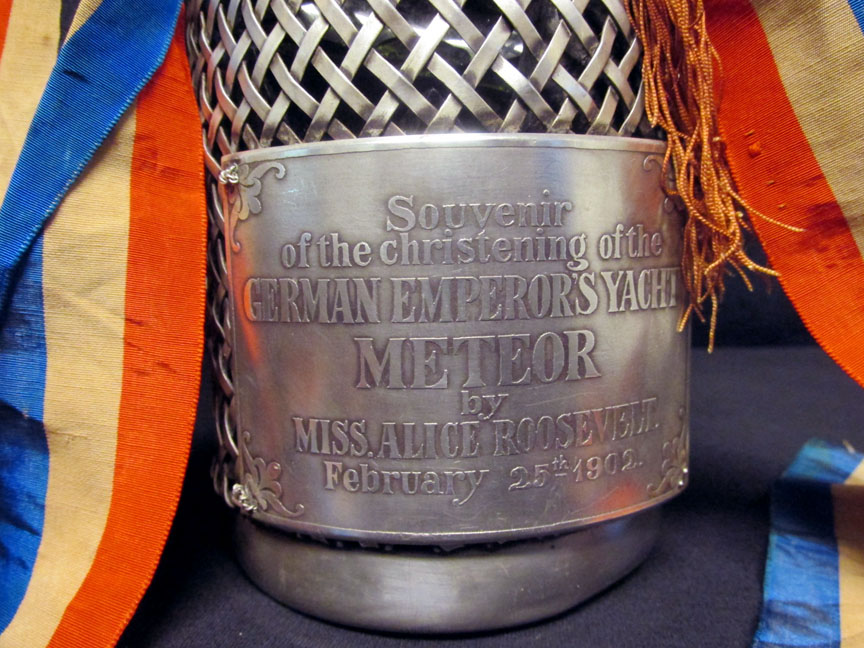 Souvenir
of the christening of the
GERMAN EMPEROR'S YACHT
METEOR
by
MISS. ALICE ROOSEVELT.
February 25th 1902.